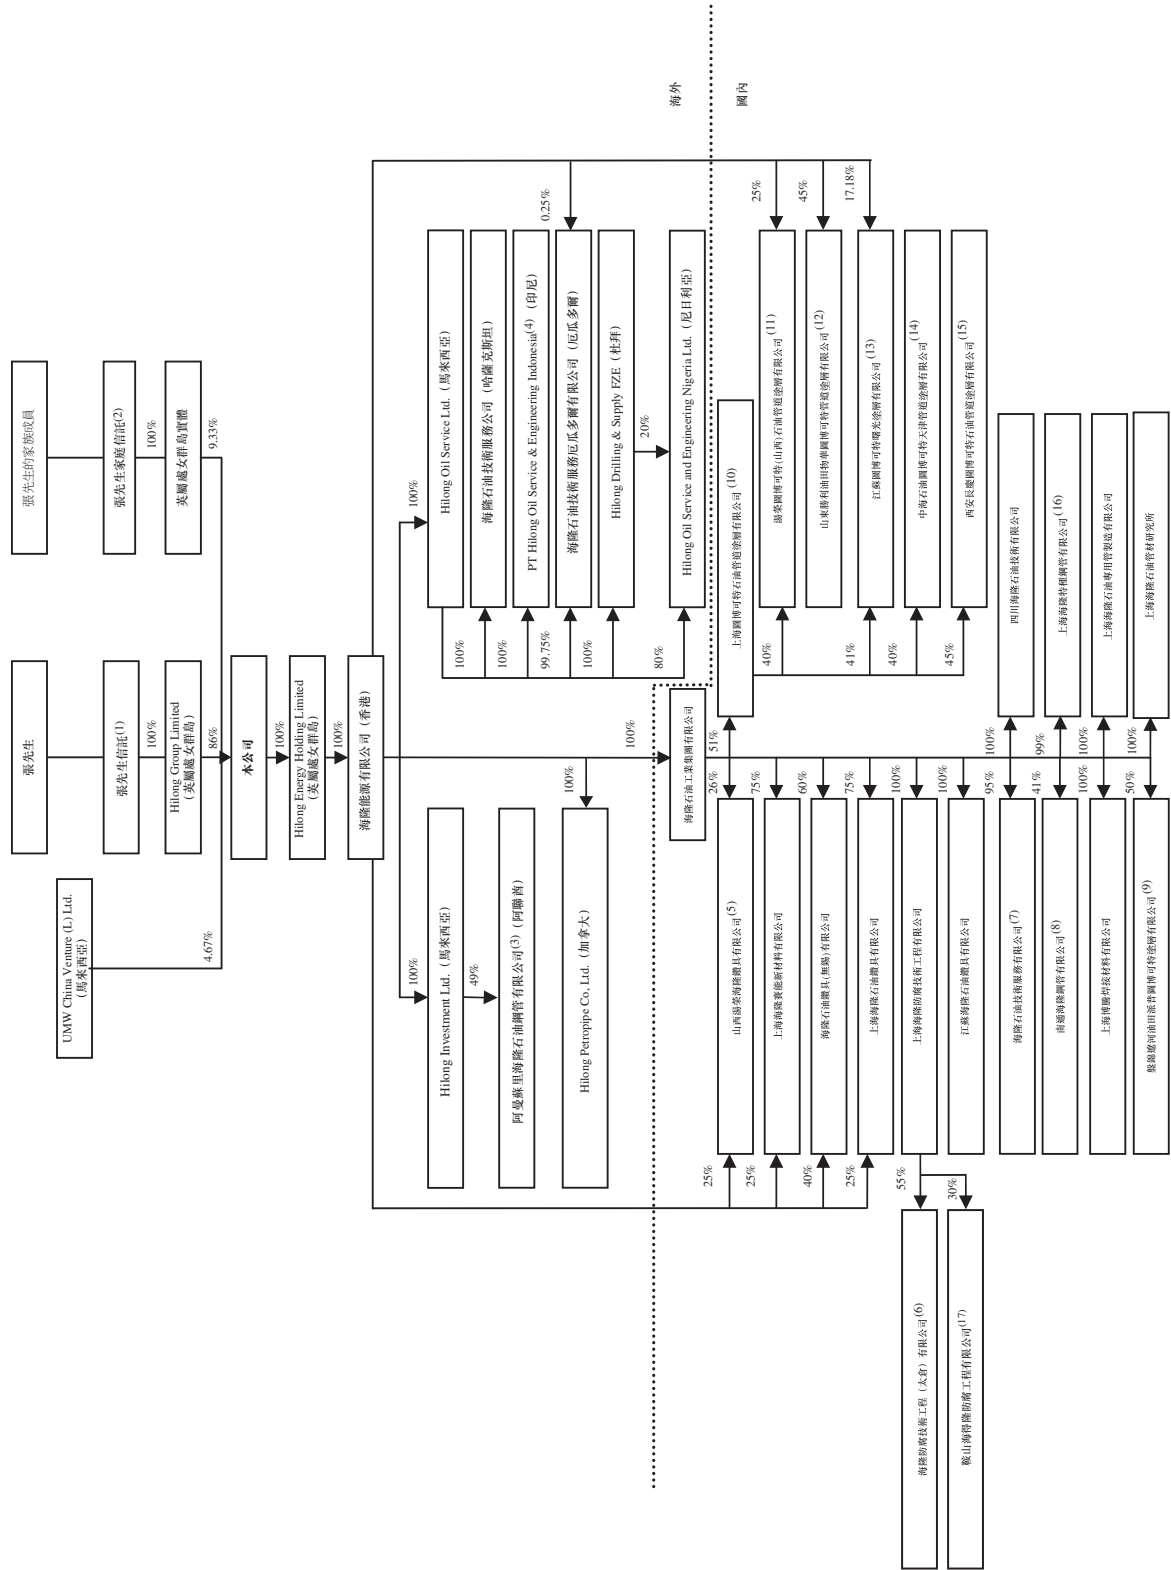 張先生的家族成員
張先生家庭信託(2)
100%
英屬處女群島實體
9.33%
張先生
張先生信託(1)
100%
Hilong Group Limited
(英屬處女群島)
86%
UMW China Venture (L) Ltd.
(馬來西亞)
4.67%
本公司
100%
Hilong Energy Holding Limited
(英屬處女群島)
100%
海隆能源有限公司(香港)
100%
Hilong Oil Service Ltd.(馬來西亞)
100%
海隆石油技術服務公司(哈薩克斯坦)
100%
PT Hilong Oil Service & Engineering Indonesia(4)(印尼)
99.75%
海隆石油技術服務厄瓜多爾有限公司(厄瓜多爾)
0.25%
100%
Hilong Drilling & Supply FZE(杜拜)
20%
80%
Hilong Oil Service and Engineering Nigeria Ltd.(尼日利亞)
100%
Hilong Investment Ltd.(馬來西亞)
49%
阿曼蘇里海隆石油鋼管有限公司(3)(阿聯酋)
100%
Hilong Petropipe Co, Ltd.(加拿大)
100%
海外
國內
海隆石油工業集團有限公司
51%
上海圖博可特石油管道塗層有限公司(10)
40%
湯榮圖博可特(山西)石油管道塗層有限公司(11)
25%
山東勝利油田物華圖博可特管道塗層有限公司(12)
45%
41%
江蘇圖博可特曙光塗層有限公司(13)
17.18%
40%
中海石油圖博可特天津管道塗層有限公司(14)
45%
西安長慶圖博可特石油管道塗層有限公司(15)
100%
四川海隆石油技術有限公司
99%
上海海隆特種鋼管有限公司(16)
100%
上海海隆石油專用管製造有限公司
100%
上海海隆石油管材研究所
26%
山西湯榮海隆鑽具有限公司(5)
25%
75%
上海海隆賽能新材料有限公司
25%
60%
海隆石油鑽具(無錫)有限公司
40%
75%
上海海隆石油鑽具有限公司
25%
100%
上海海隆防腐技術工程有限公司
55%
海隆防腐技術工程(太倉)有限公司(6)
30%
鞍山海得隆防腐工程有限公司(17)
100%
江蘇海隆石油鑽具有限公司
95%
海隆石油技術服務有限公司(7)
41%
南通海隆鋼管有限公司(8)
100%
上海博騰焊接材料有限公司
50%
盤錦遼河油田派普圖博可特塗層有限公司(9)